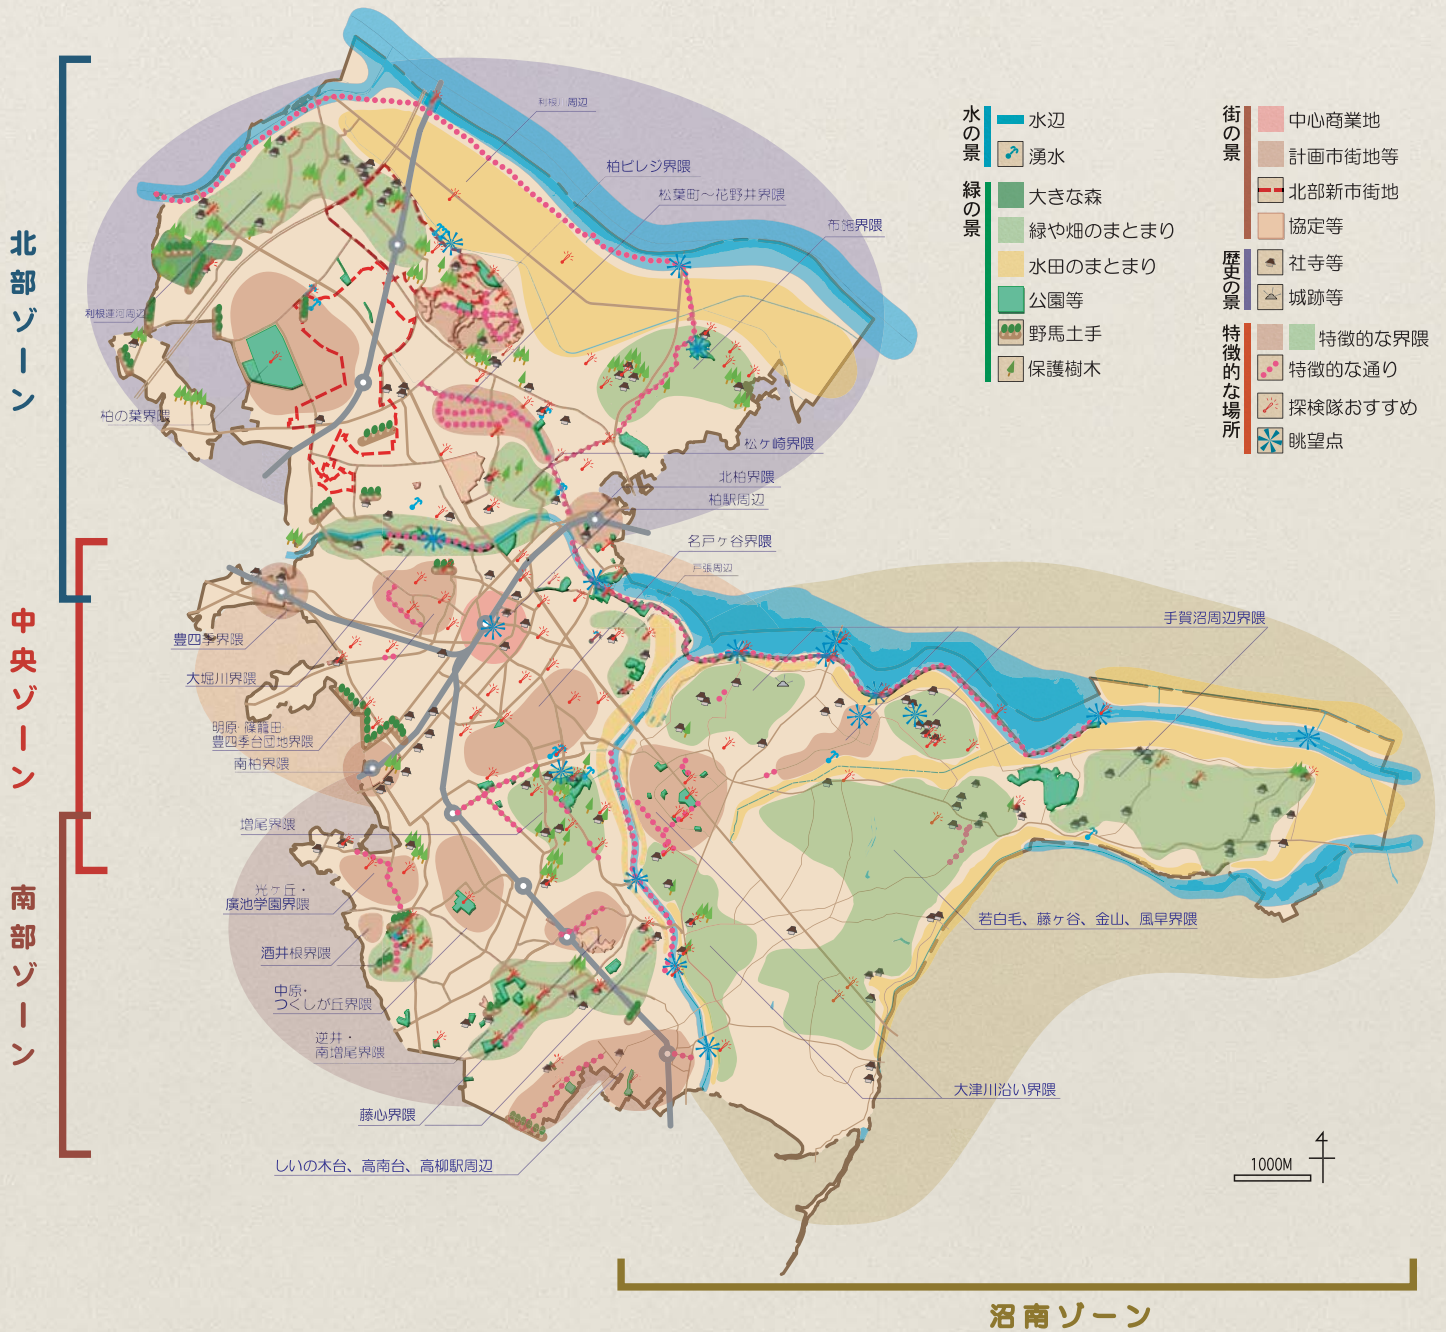 北部ゾーン
中央ゾーン
南部ゾーン
沼南ゾーン
水の景
水辺
湧水
緑の景
大きな森
緑や畑のまとまり
水田のまとまり
公園等
野馬土手
保護樹木
街の景
中心商業地
計画市街地等
北部新市街地
協定等
歴史の景
社寺等
城跡等
特徴的な場所
特徴的な界隈
特徴的な通り
探検隊おすすめ
眺望点
利根川周辺
柏ビレジ界隈
松葉町〜花野井界隈
布施界隈
利根運河周辺
柏の葉界隈
松ヶ崎界隈
北柏界隈
柏駅周辺
名戸ヶ谷界隈
戸張周辺
手賀沼周辺界隈
豊四季界隈
大堀川界隈
明原・篠籠田・
豊四季台団地界隈
南柏界隈
増尾界隈
光ヶ丘・
廣池学園界隈
酒井根界隈
中原・
つくしが丘界隈
逆井・
南増尾界隈
藤心界隈
しいの木台、高南台、高柳駅周辺
若白毛、藤ヶ谷、金山、風早界隈
大津川沿い界隈
1000M